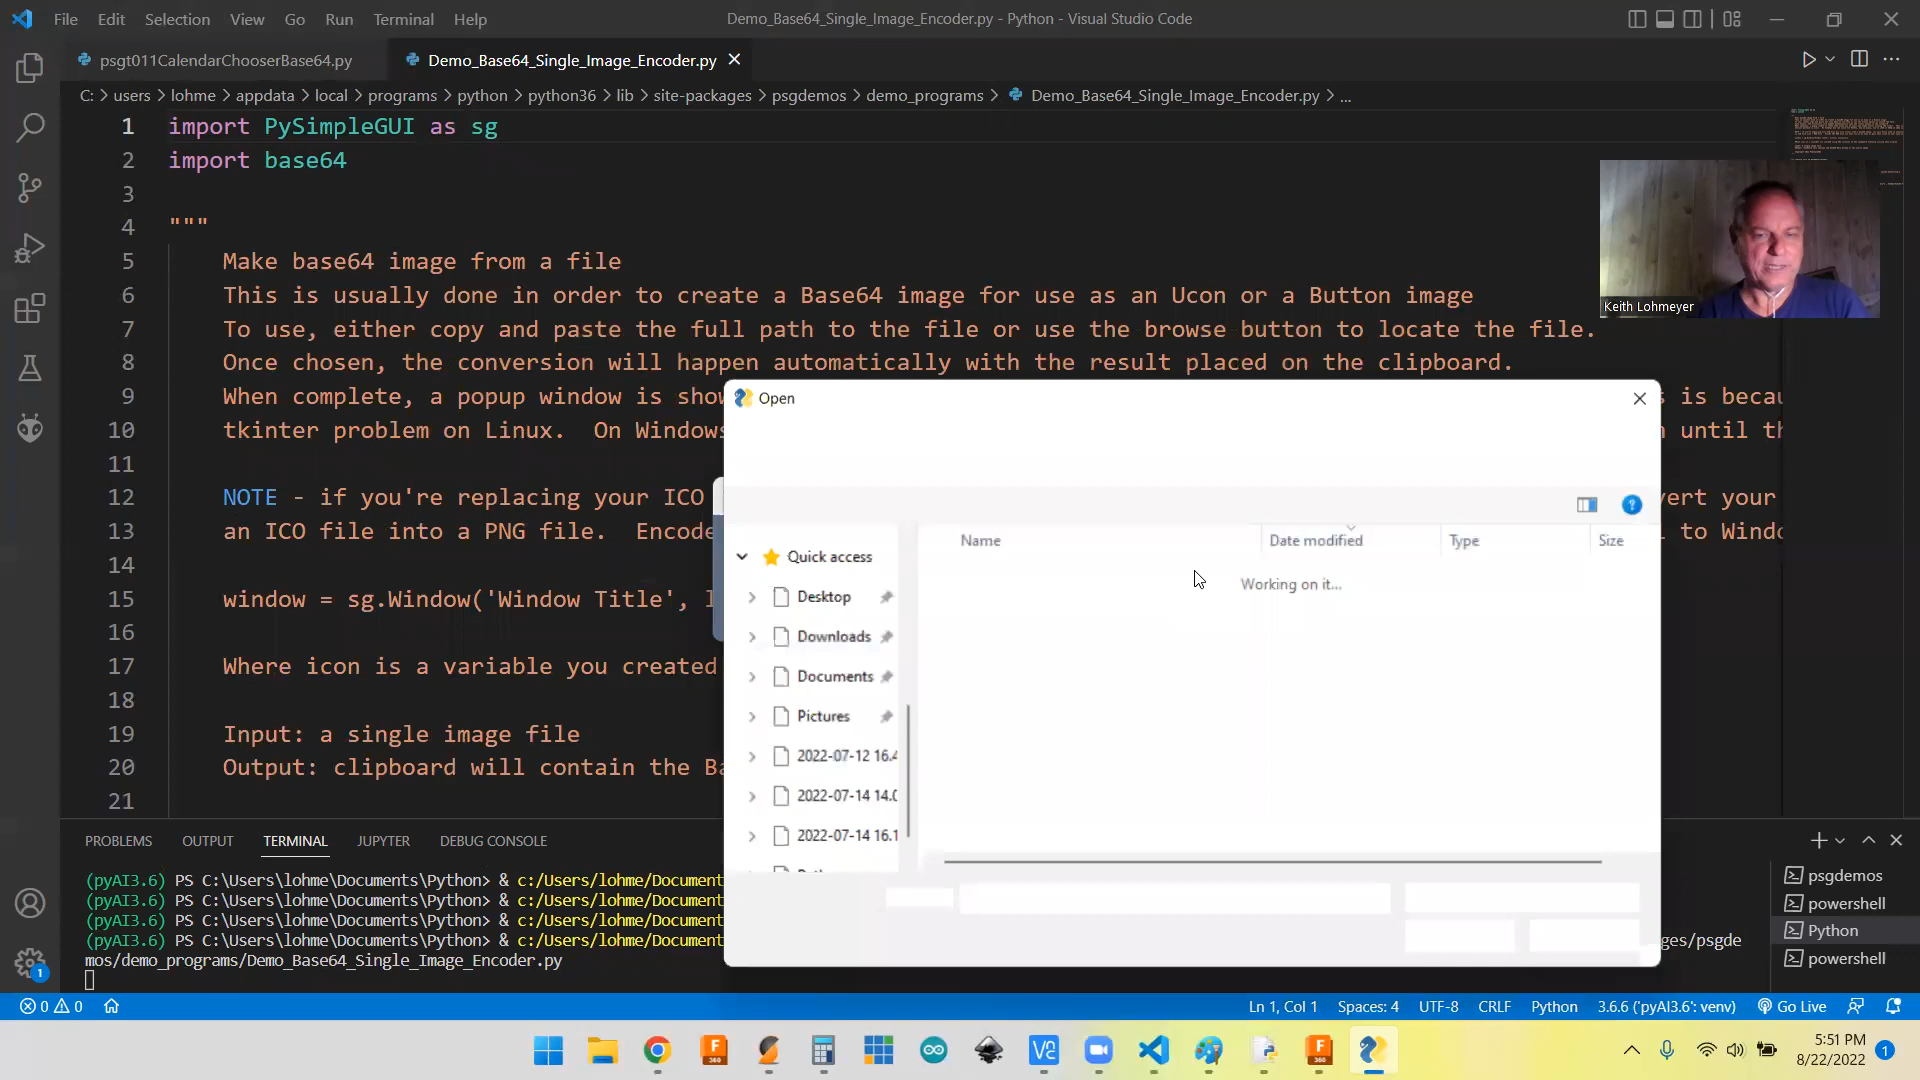 File Edit Selection View Go Run Terminal Help
Demo_Base64_Single_Image_Encoder.py - Python - Visual Studio Code
psgt011CalendarChooserBase64.py
Demo_Base64_Single_Image_Encoder.py
C: > users > lohme > appdata > local > programs > python > python36 > lib > site-packages > psgdemos > demo_programs > Demo_Base64_Single_Image_Encoder.py > ...
1 import PySimpleGUI as sg
2 import base64
3
4 """
5 Make base64 image from a file
6 This is usually done in order to create a Base64 image for use as an Ucon or a Button image
7 To use, either copy and paste the full path to the file or use the browse button to locate the file.
8 Once chosen, the conversion will happen automatically with the result placed on the clipboard.
9 When complete, a popup window is is becau
10 tkinter problem on Linux. On Windows until th
11
12 NOTE - if you're replacing your ICO vert your
13 an ICO file into a PNG file. Encode to Windo
14
15 window = sg.Window('Window Title',
16
17 Where icon is a variable you created
18
19 Input: a single image file
20 Output: clipboard will contain the Ba
21
Keith Lohmeyer
Open
Name Date modified Type Size
Working on it...
Quick access
Desktop
Downloads
Documents
Pictures
2022-07-12 16.4
2022-07-14 14.0
2022-07-14 16.1
PROBLEMS OUTPUT TERMINAL JUPYTER DEBUG CONSOLE
(pyAI3.6) PS C:\Users\lohme\Documents\Python> & c:/Users/lohme/Document
(pyAI3.6) PS C:\Users\lohme\Documents\Python> & c:/Users/lohme/Document
(pyAI3.6) PS C:\Users\lohme\Documents\Python> & c:/Users/lohme/Document
(pyAI3.6) PS C:\Users\lohme\Documents\Python> & c:/Users/lohme/Document ges/psgde
mos/demo_programs/Demo_Base64_Single_Image_Encoder.py
psgdemos
powershell
Python
powershell
1
0 0
Ln 1, Col 1 Spaces: 4 UTF-8 CRLF Python 3.6.6 ('pyAI3.6': venv) Go Live
F 360
VC
F 360
5:51 PM
8/22/2022
1